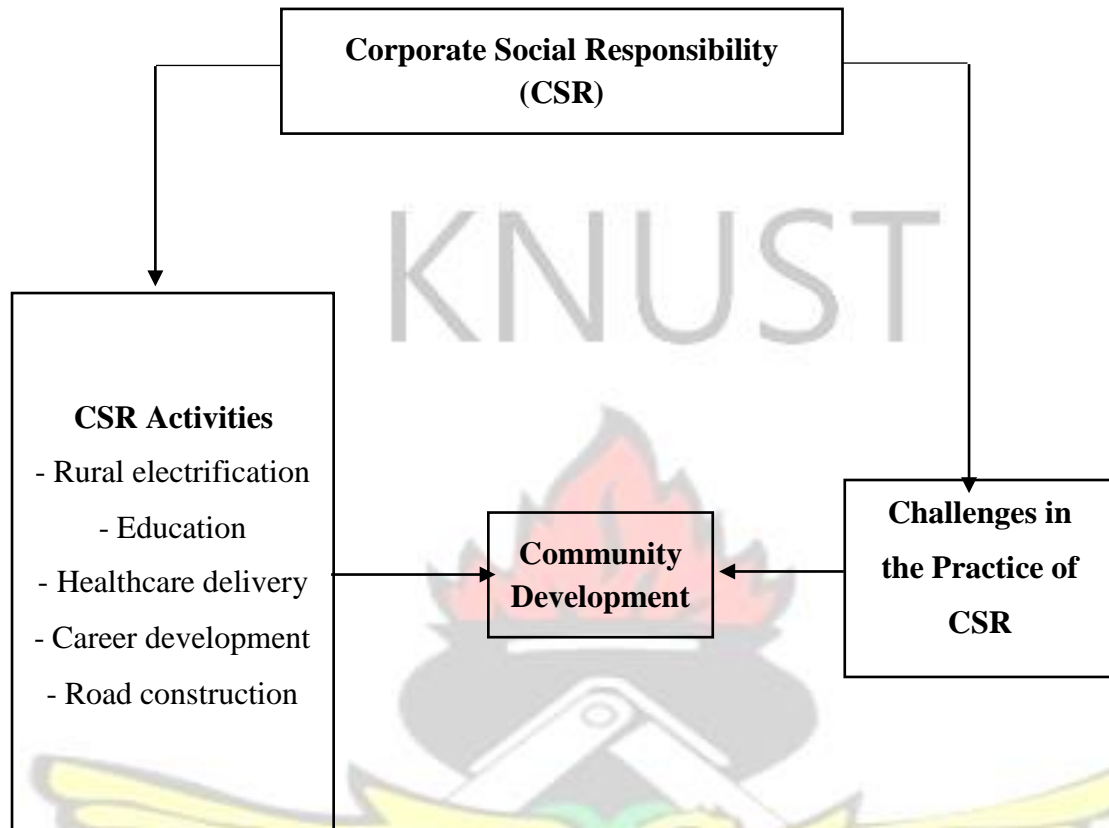 Corporate Social Responsibility
(CSR)
KNUST
CSR Activities
- Rural electrification
- Education
- Healthcare delivery
- Career development
- Road construction
Community
Development
Challenges in
the Practice of
CSR